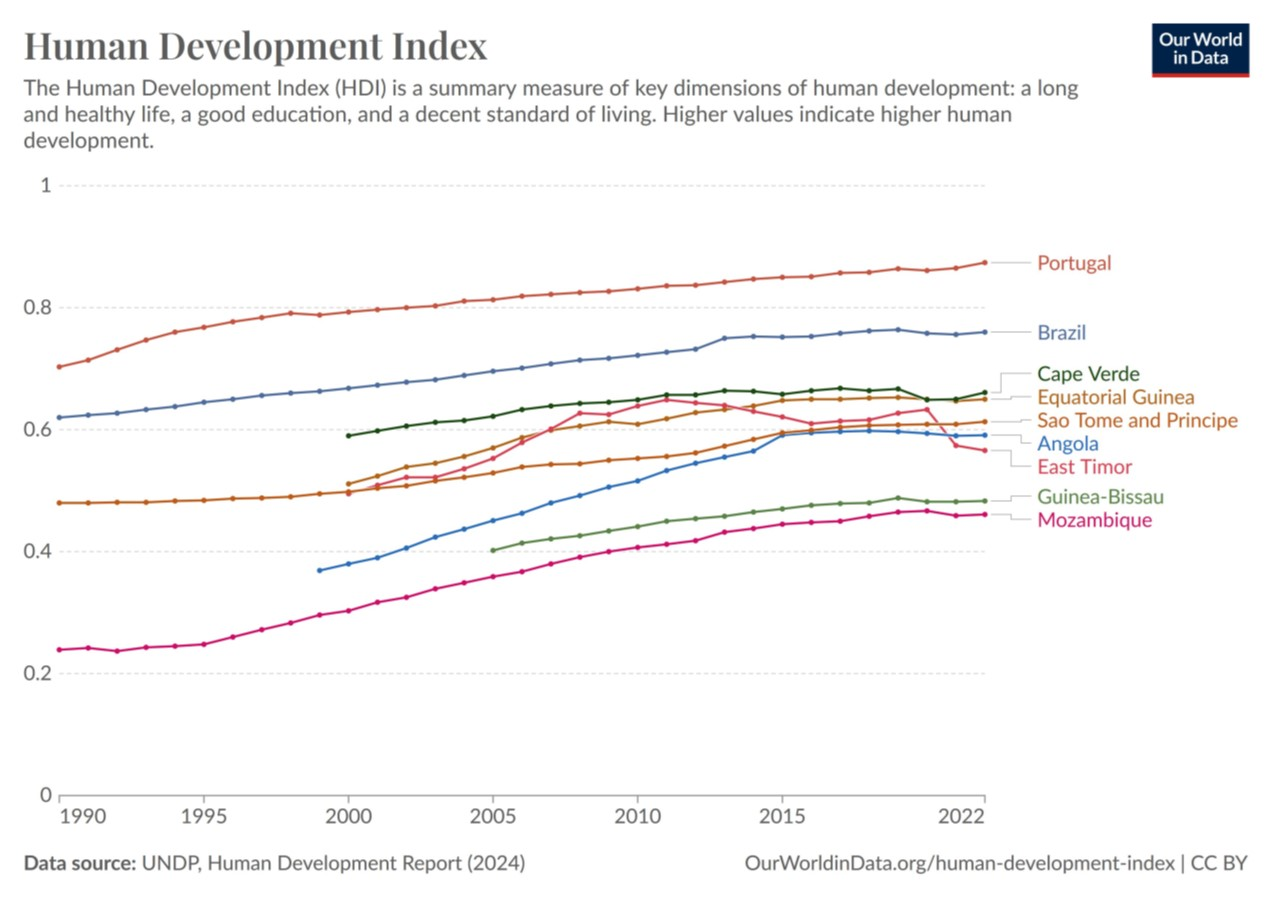 Human Development Index
Our World
in Data
The Human Development Index (HDI) is a summary measure of key dimensions of human development: a long
and healthy life, a good education, and a decent standard of living. Higher values indicate higher human
development.
1
Portugal
0.8
Brazil
Cape Verde
Equatorial Guinea
Sao Tome and Principe
0.6
Angola
East Timor
Guinea-Bissau
Mozambique
0.4
0.2
0
1990 1995 2000 2005 2010 2015 2022
Data source: UNDP, Human Development Report (2024)
OurWorldinData.org/human-development-index | CC BY